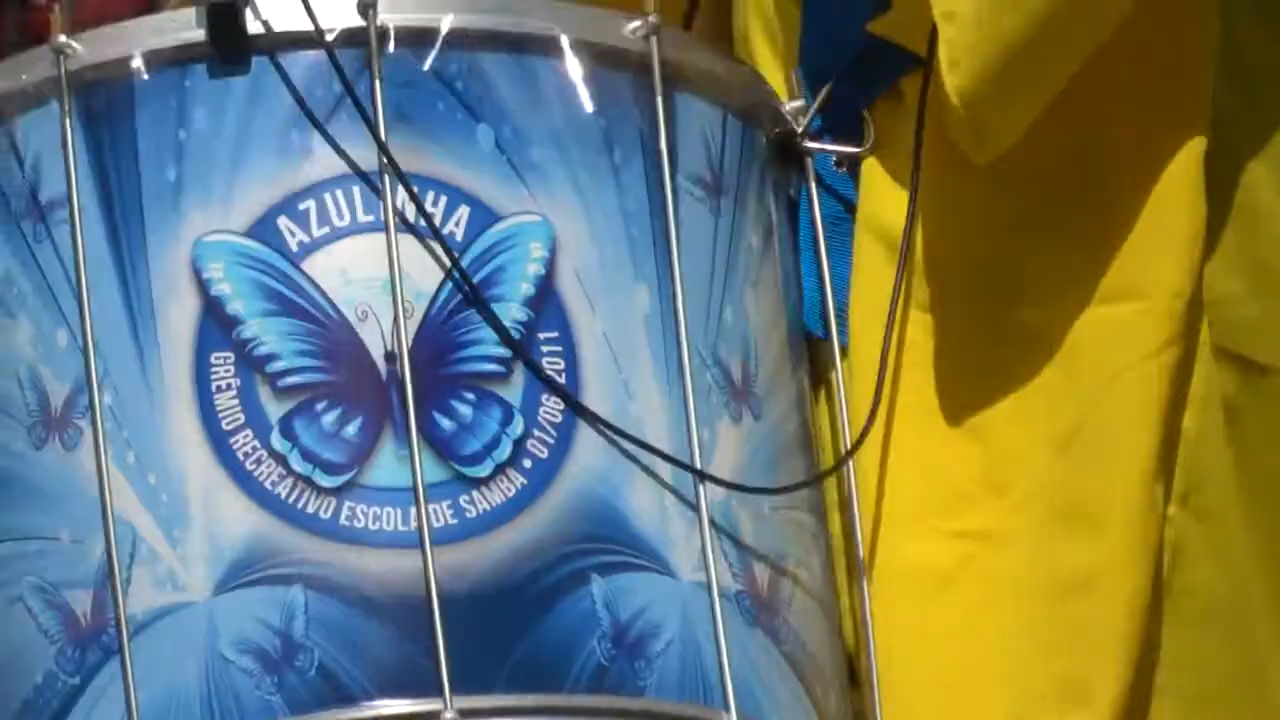 AZULINHA
GRÊMIO RECREATIVO ESCOLA DE SAMBA • 01/06/2011